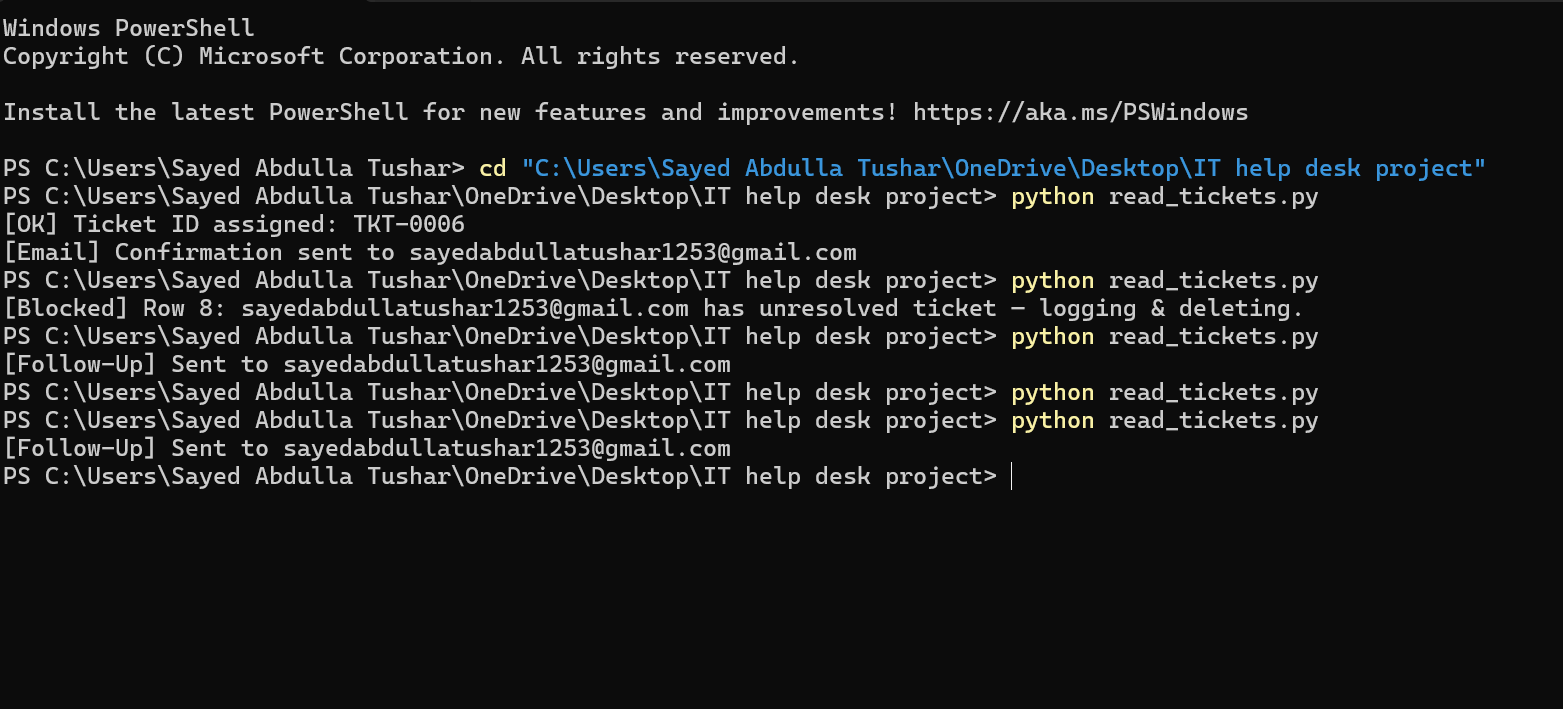 Windows PowerShell
Copyright (C) Microsoft Corporation. All rights reserved.
Install the latest PowerShell for new features and improvements! https://aka.ms/PSWindows
PS C:\Users\Sayed Abdulla Tushar> cd "C:\Users\Sayed Abdulla Tushar\OneDrive\Desktop\IT help desk project"
PS C:\Users\Sayed Abdulla Tushar\OneDrive\Desktop\IT help desk project> python read_tickets.py
[OK] Ticket ID assigned: TKT-0006
[Email] Confirmation sent to sayedabdullatushar1253@gmail.com
PS C:\Users\Sayed Abdulla Tushar\OneDrive\Desktop\IT help desk project> python read_tickets.py
[Blocked] Row 8: sayedabdullatushar1253@gmail.com has unresolved ticket — logging & deleting.
PS C:\Users\Sayed Abdulla Tushar\OneDrive\Desktop\IT help desk project> python read_tickets.py
[Follow-Up] Sent to sayedabdullatushar1253@gmail.com
PS C:\Users\Sayed Abdulla Tushar\OneDrive\Desktop\IT help desk project> python read_tickets.py
PS C:\Users\Sayed Abdulla Tushar\OneDrive\Desktop\IT help desk project> python read_tickets.py
[Follow-Up] Sent to sayedabdullatushar1253@gmail.com
PS C:\Users\Sayed Abdulla Tushar\OneDrive\Desktop\IT help desk project>